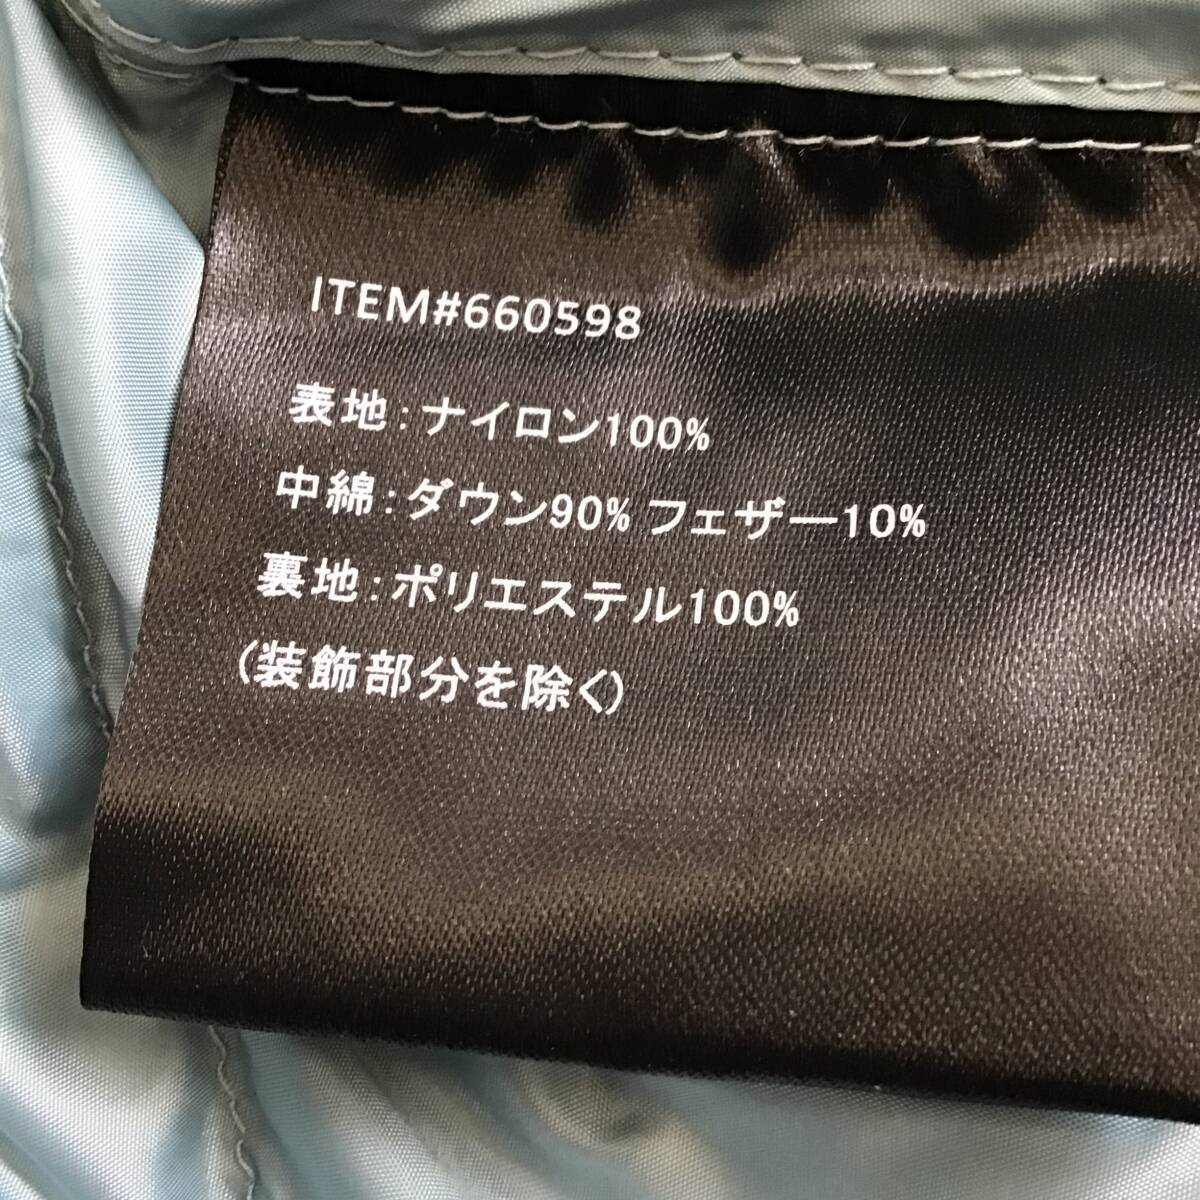 ITEM#660598
表地:ナイロン100%
中綿:ダウン90% フェザー10%
裏地:ポリエステル100%
(装飾部分を除く)